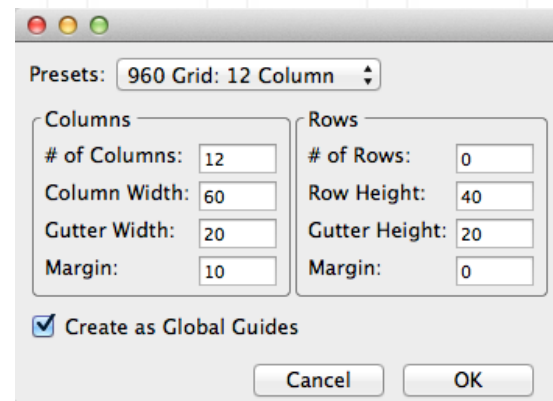 Presets: 960 Grid: 12 Column
Columns
# of Columns: 12
Column Width: 60
Gutter Width: 20
Margin: 10
Rows
# of Rows: 0
Row Height: 40
Gutter Height: 20
Margin: 0
Create as Global Guides
Cancel
OK